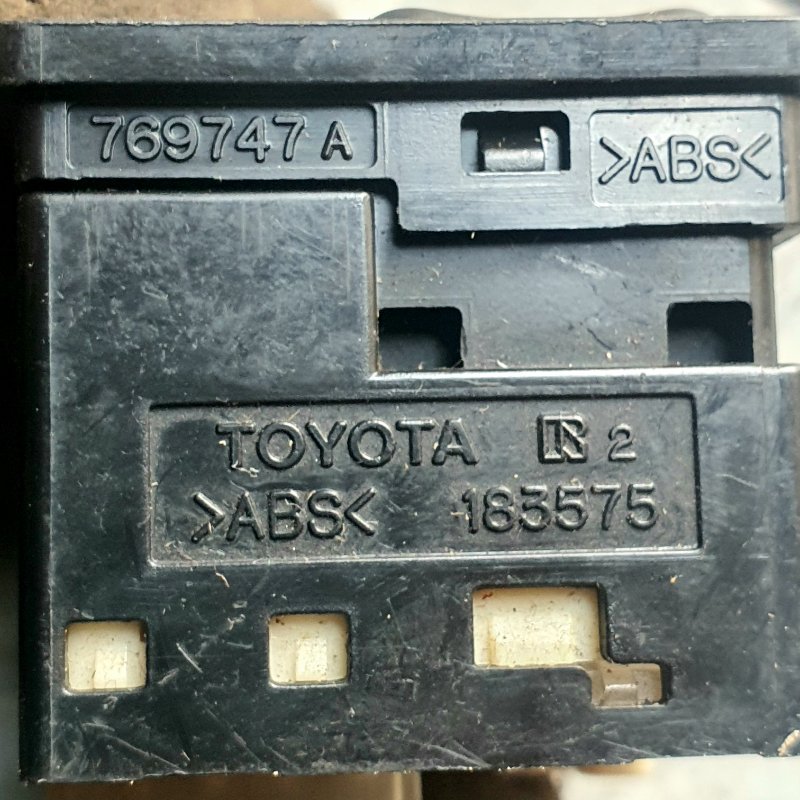 769747 A
>ABS<
TOYOTA R 2
>ABS< 183575